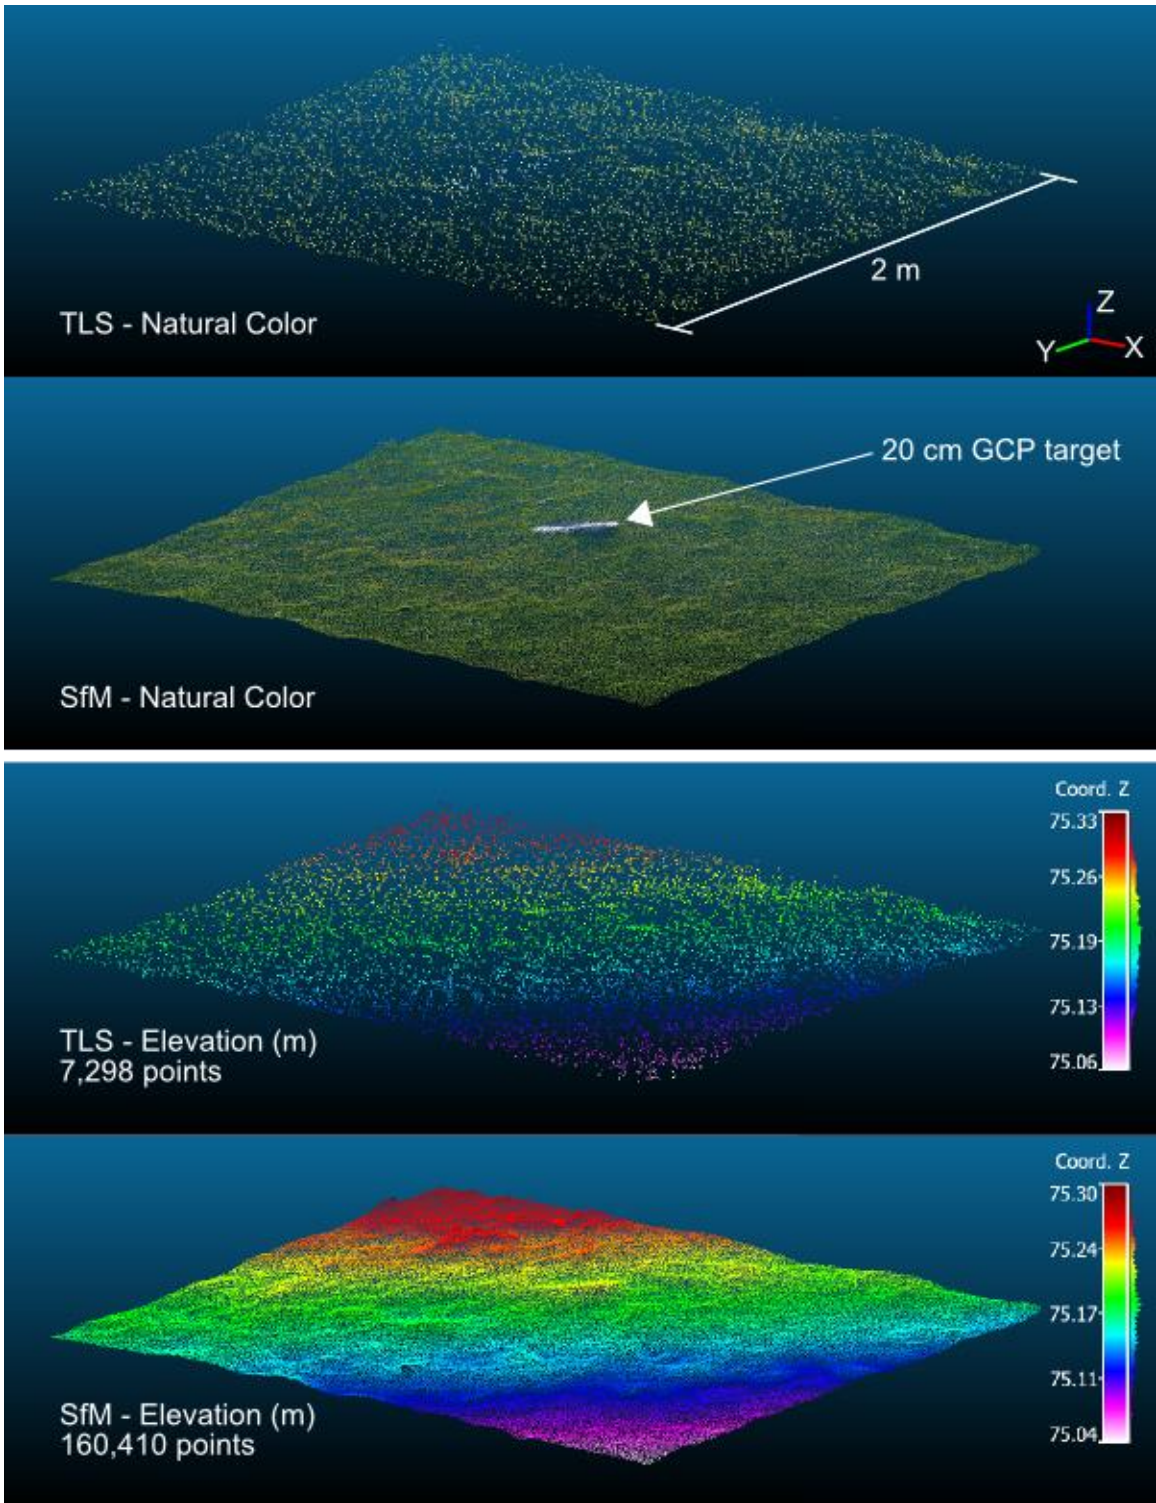 2 m
TLS - Natural Color
Z
Y
X
20 cm GCP target
SfM - Natural Color
Coord. Z
75.33
75.26
75.19
75.13
75.06
TLS - Elevation (m)
7,298 points
Coord. Z
75.30
75.24
75.17
75.11
75.04
SfM - Elevation (m)
160,410 points